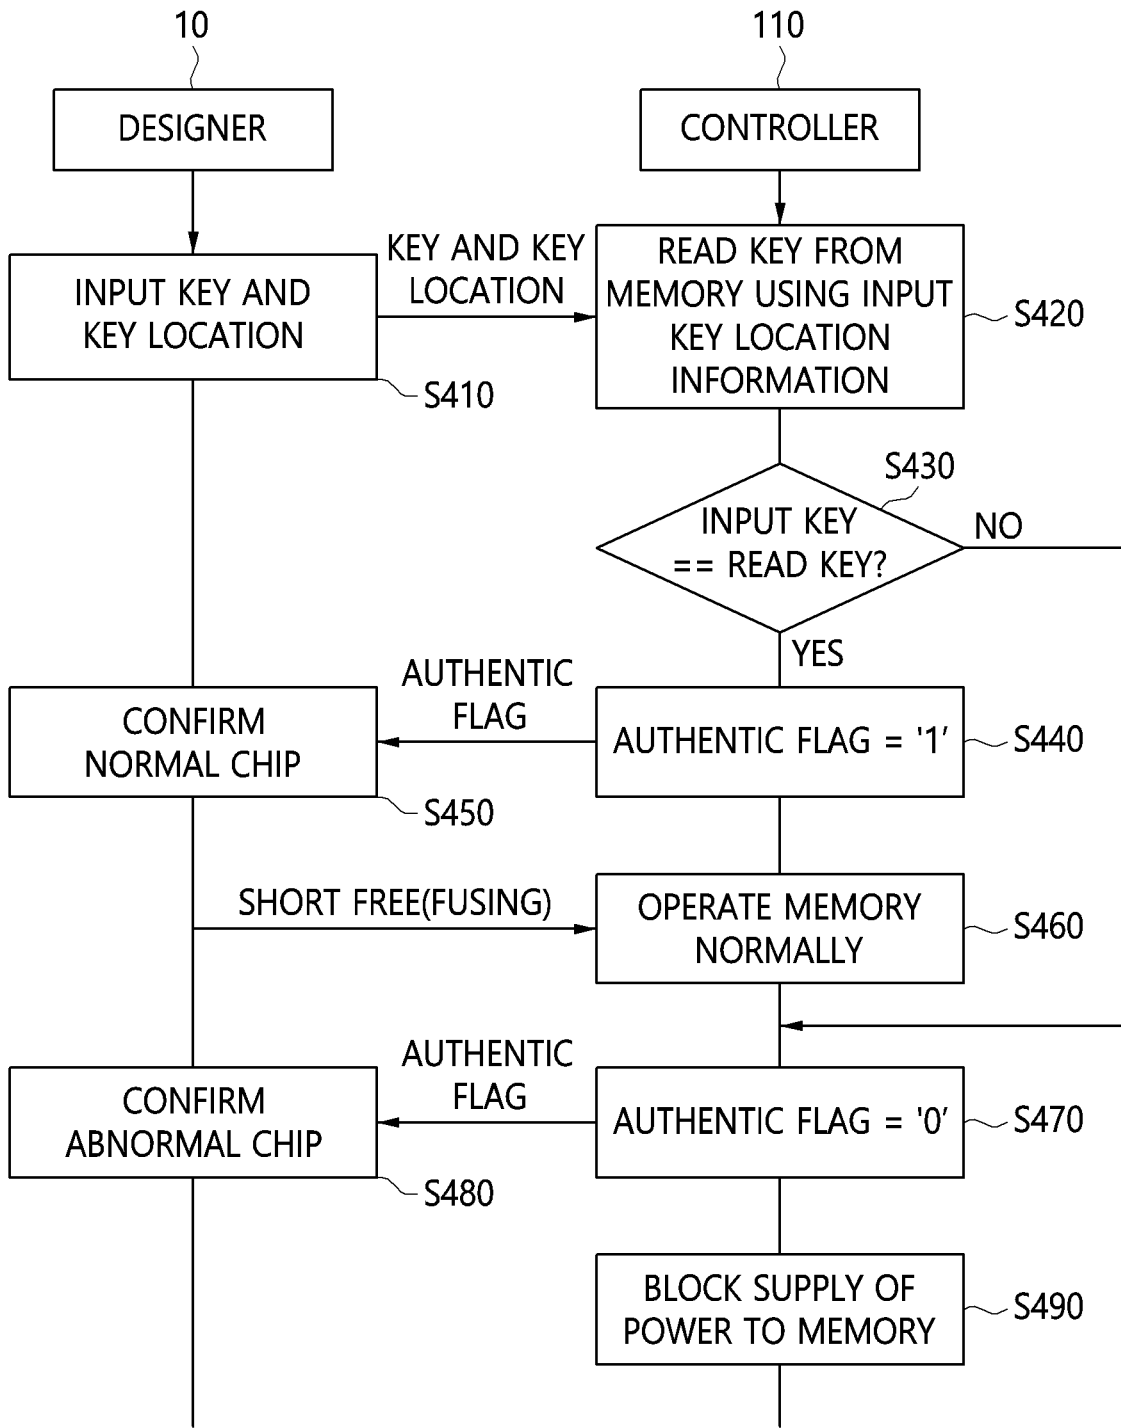 10
110
DESIGNER
CONTROLLER
INPUT KEY AND
KEY LOCATION
S410
KEY AND KEY
LOCATION
READ KEY FROM
MEMORY USING INPUT
KEY LOCATION
INFORMATION
S420
S430
INPUT KEY
== READ KEY?
NO
YES
AUTHENTIC
FLAG
AUTHENTIC FLAG = '1'
S440
CONFIRM
NORMAL CHIP
S450
SHORT FREE(FUSING)
OPERATE MEMORY
NORMALLY
S460
AUTHENTIC
FLAG
AUTHENTIC FLAG = '0'
S470
CONFIRM
ABNORMAL CHIP
S480
BLOCK SUPPLY OF
POWER TO MEMORY
S490